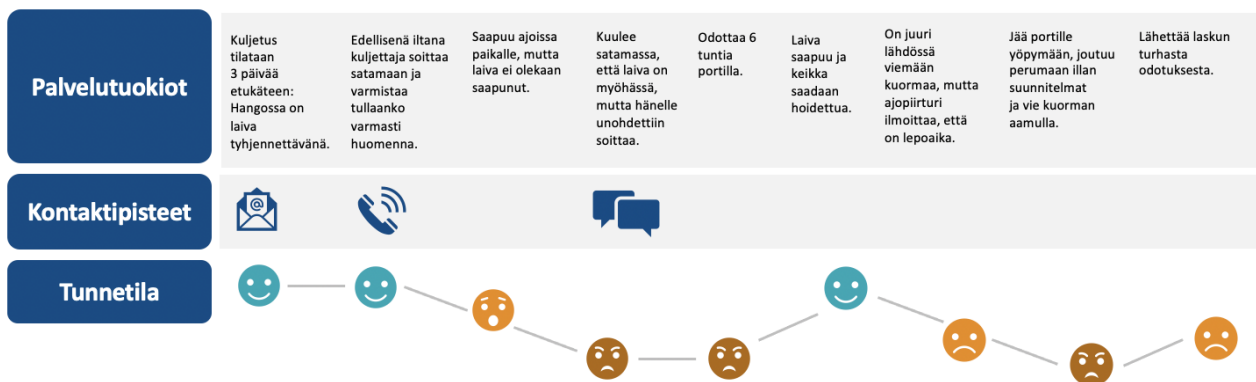 Palvelutuokiot
Kuljetus
tilataan
3 päivää
etukäteen:
Hangossa on
laiva
tyhjennettävänä.
Edellisenä iltana
kuljettaja soittaa
satamaan ja
varmistaa
tullaanko
varmasti
huomenna.
Saapuu ajoissa
paikalle, mutta
laiva ei olekaan
saapunut.
Kuulee
satamassa,
että laiva on
myöhässä,
mutta hänelle
unohdettiin
soittaa.
Odottaa 6
tuntia
portilla.
Laiva
saapuu ja
keikka
saadaan
hoidettua.
On juuri
lähdössä
viemään
kuormaa, mutta
ajopiirturi
ilmoittaa, että
on lepoaika.
Jää portille
yöpymään, joutuu
perumaan illan
suunnitelmat
ja vie kuorman
aamulla.
Lähettää laskun
turhasta
odotuksesta.
Kontaktipisteet
@
Tunnetila